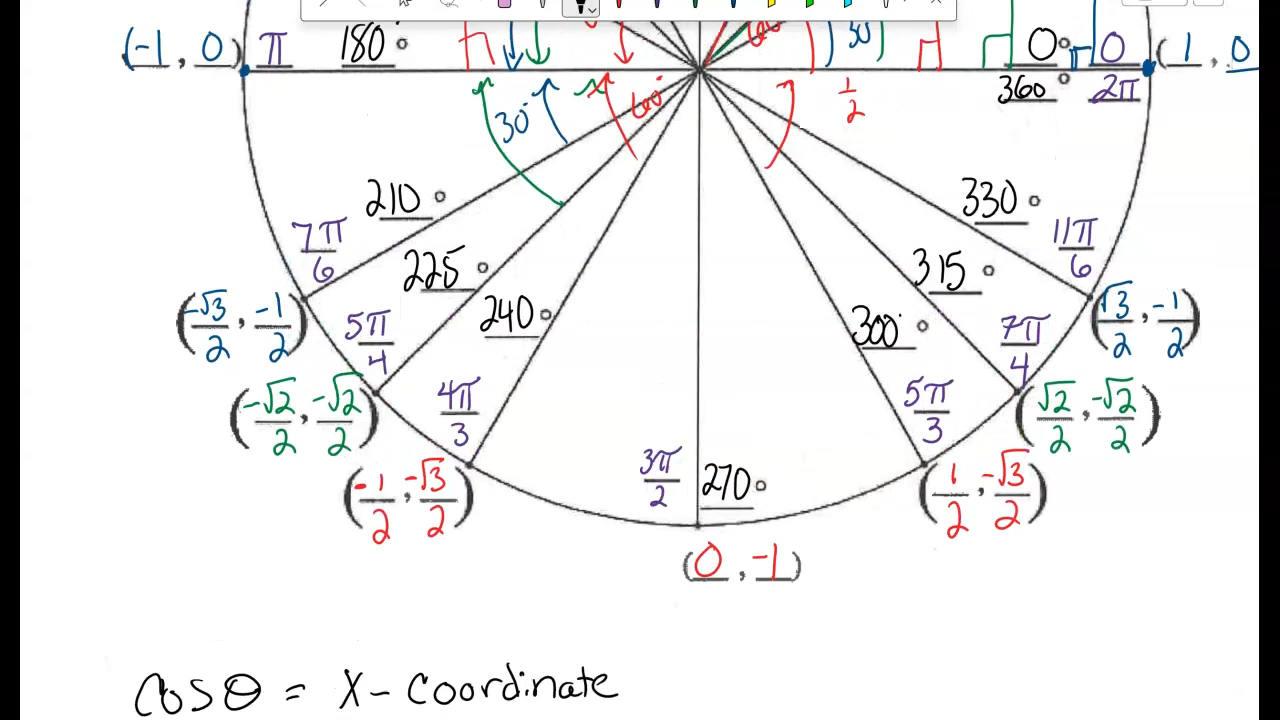 (-1, 0) π 180° 60° 30° 0° 0 (1, 0
360° 2π
30° 60° 1/2
210° 330°
7π/6 11π/6
225° 315°
(-√3/2, -1/2) 5π/4 240° 300° 7π/4 (√3/2, -1/2)
(-√2/2, -√2/2) 4π/3 5π/3 (√2/2, -√2/2)
(-1/2, -√3/2) 3π/2 270° (1/2, -√3/2)
(0, -1)
cos θ = x-coordinate